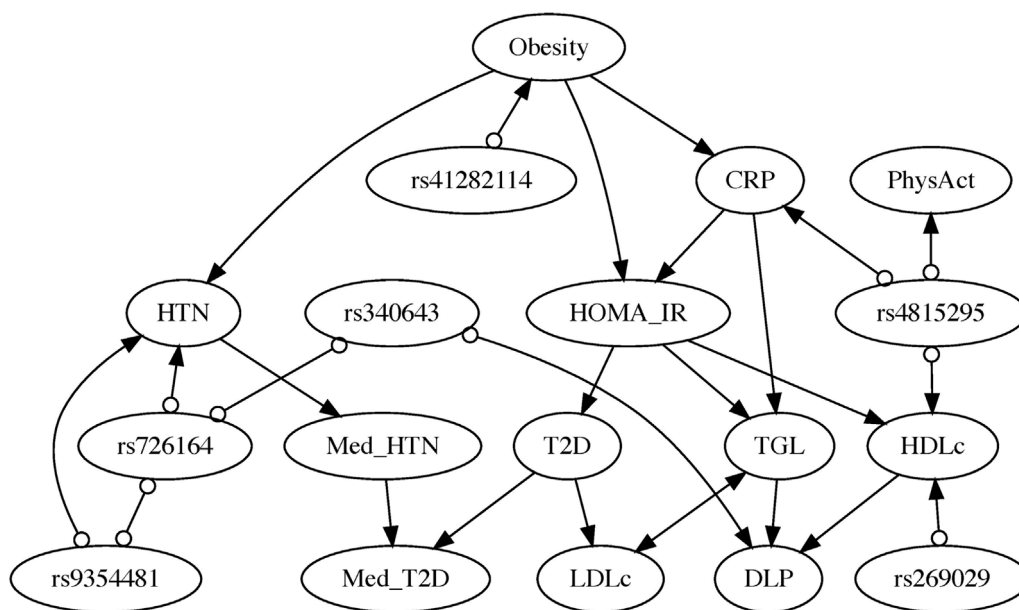 Obesity
rs41282114
CRP
PhysAct
HTN
rs340643
HOMA_IR
rs4815295
rs726164
Med_HTN
T2D
TGL
HDLc
rs9354481
Med_T2D
LDLc
DLP
rs269029